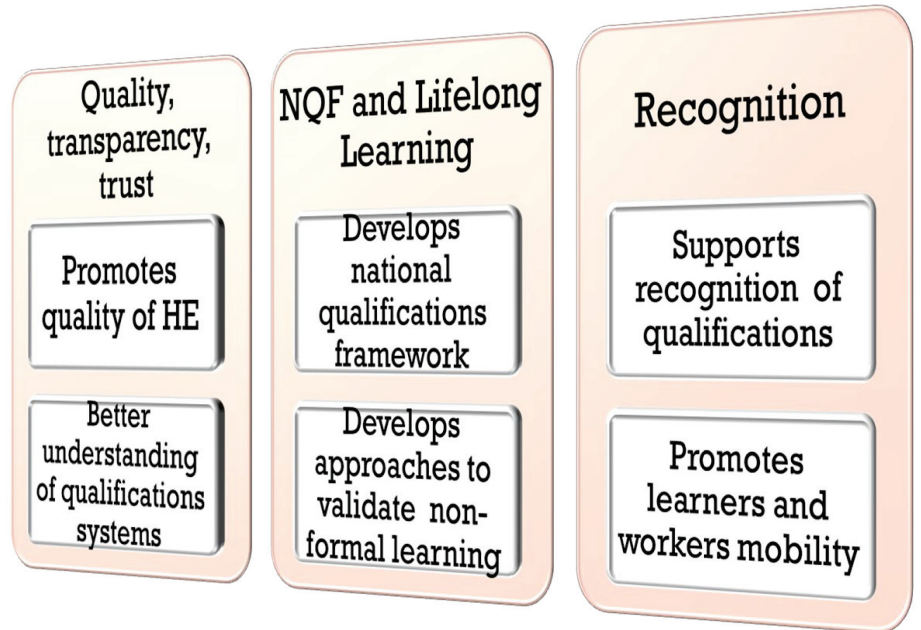 Quality,
transparency,
trust
Promotes
quality of HE
Better
understanding
of qualifications
systems
NQF and Lifelong
Learning
Develops
national
qualifications
framework
Develops
approaches to
validate non-
formal learning
Recognition
Supports
recognition of
qualifications
Promotes
learners and
workers mobility